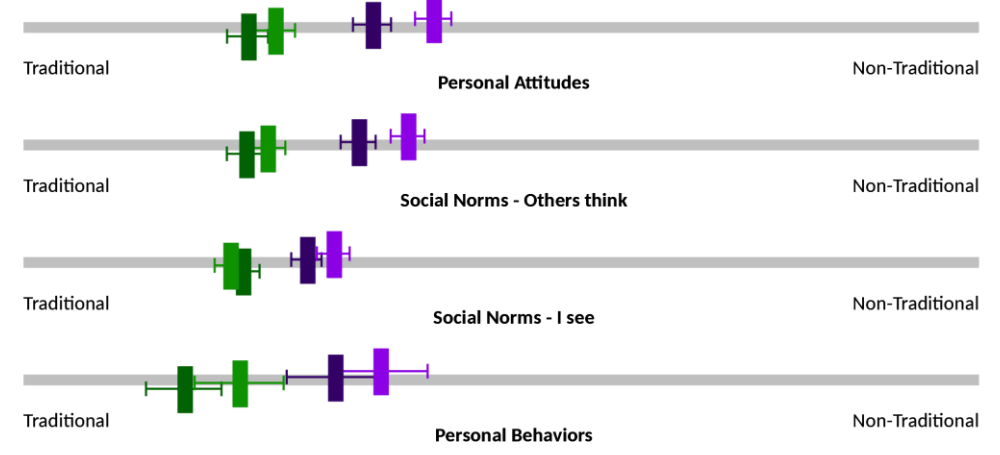 Traditional Non-Traditional
Personal Attitudes
Traditional Non-Traditional
Social Norms - Others think
Traditional Non-Traditional
Social Norms - I see
Traditional Non-Traditional
Personal Behaviors